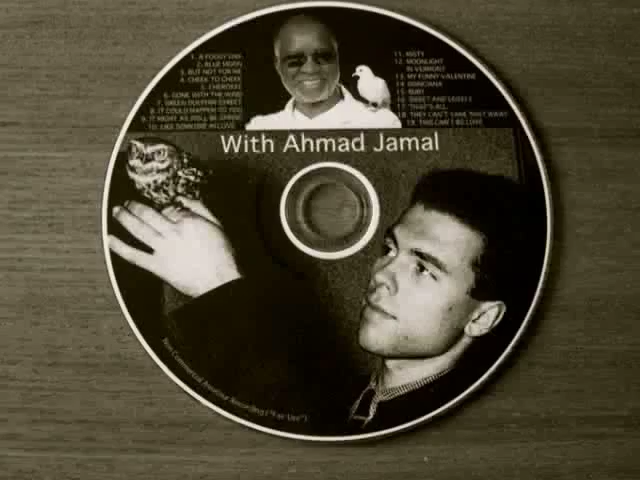 1. A FOGGY DAY
2. BLUE MOON
3. BUT NOT FOR ME
4. CHEEK TO CHEEK
5. CHEROKEE
6. GONE WITH THE WIND
7. GREEN DOLPHIN STREET
8. IT COULD HAPPEN TO YOU
9. IT MIGHT AS WELL BE SPRING
10. LIKE SOMEONE IN LOVE
11. MISTY
12. MOONLIGHT
IN VERMONT
13. MY FUNNY VALENTINE
14. POINCIANA
15. RUBY
16. SWEET AND LOVELY
17. THAT'S ALL
18. THEY CAN'T TAKE THAT AWAY
19. THIS CAN'T BE LOVE
With Ahmad Jamal
Non Commercial Amateur Recording